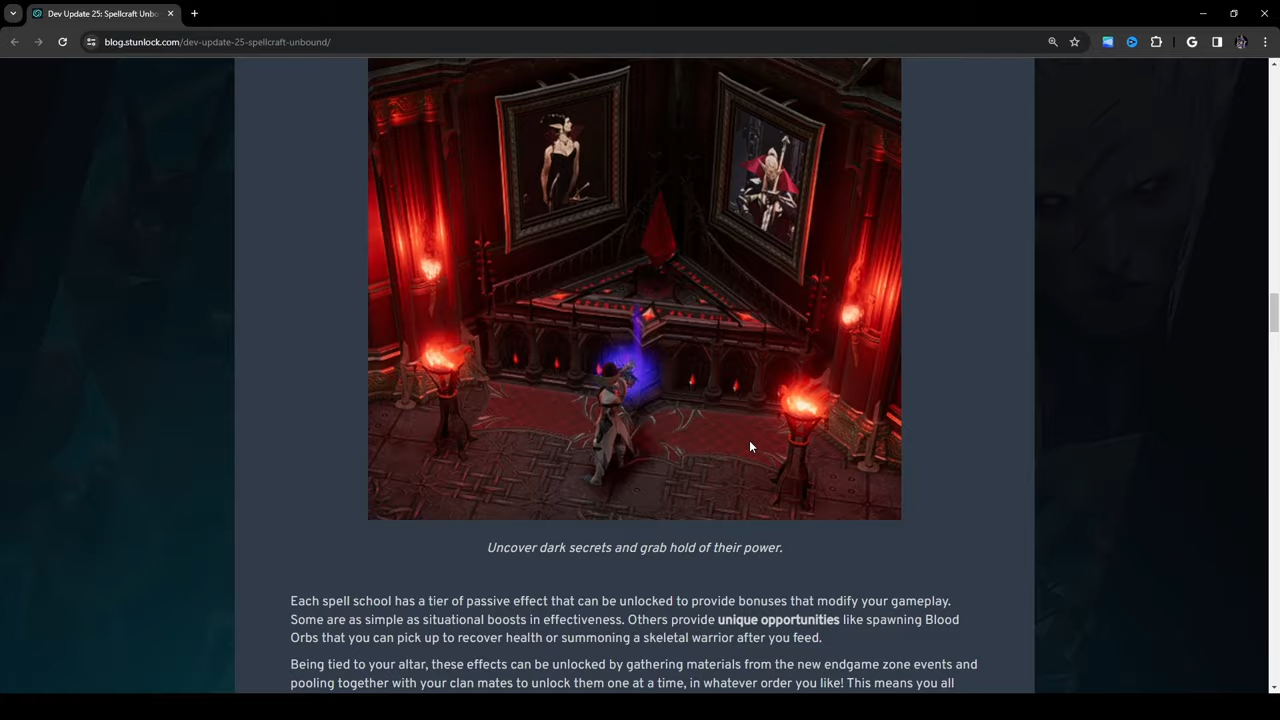 Dev Update 25: Spellcraft Unbo
blog.stunlock.com/dev-update-25-spellcraft-unbound/
Uncover dark secrets and grab hold of their power.
Each spell school has a tier of passive effect that can be unlocked to provide bonuses that modify your gameplay.
Some are as simple as situational boosts in effectiveness. Others provide unique opportunities like spawning Blood
Orbs that you can pick up to recover health or summoning a skeletal warrior after you feed.
Being tied to your altar, these effects can be unlocked by gathering materials from the new endgame zone events and
pooling together with your clan mates to unlock them one at a time, in whatever order you like! This means you all